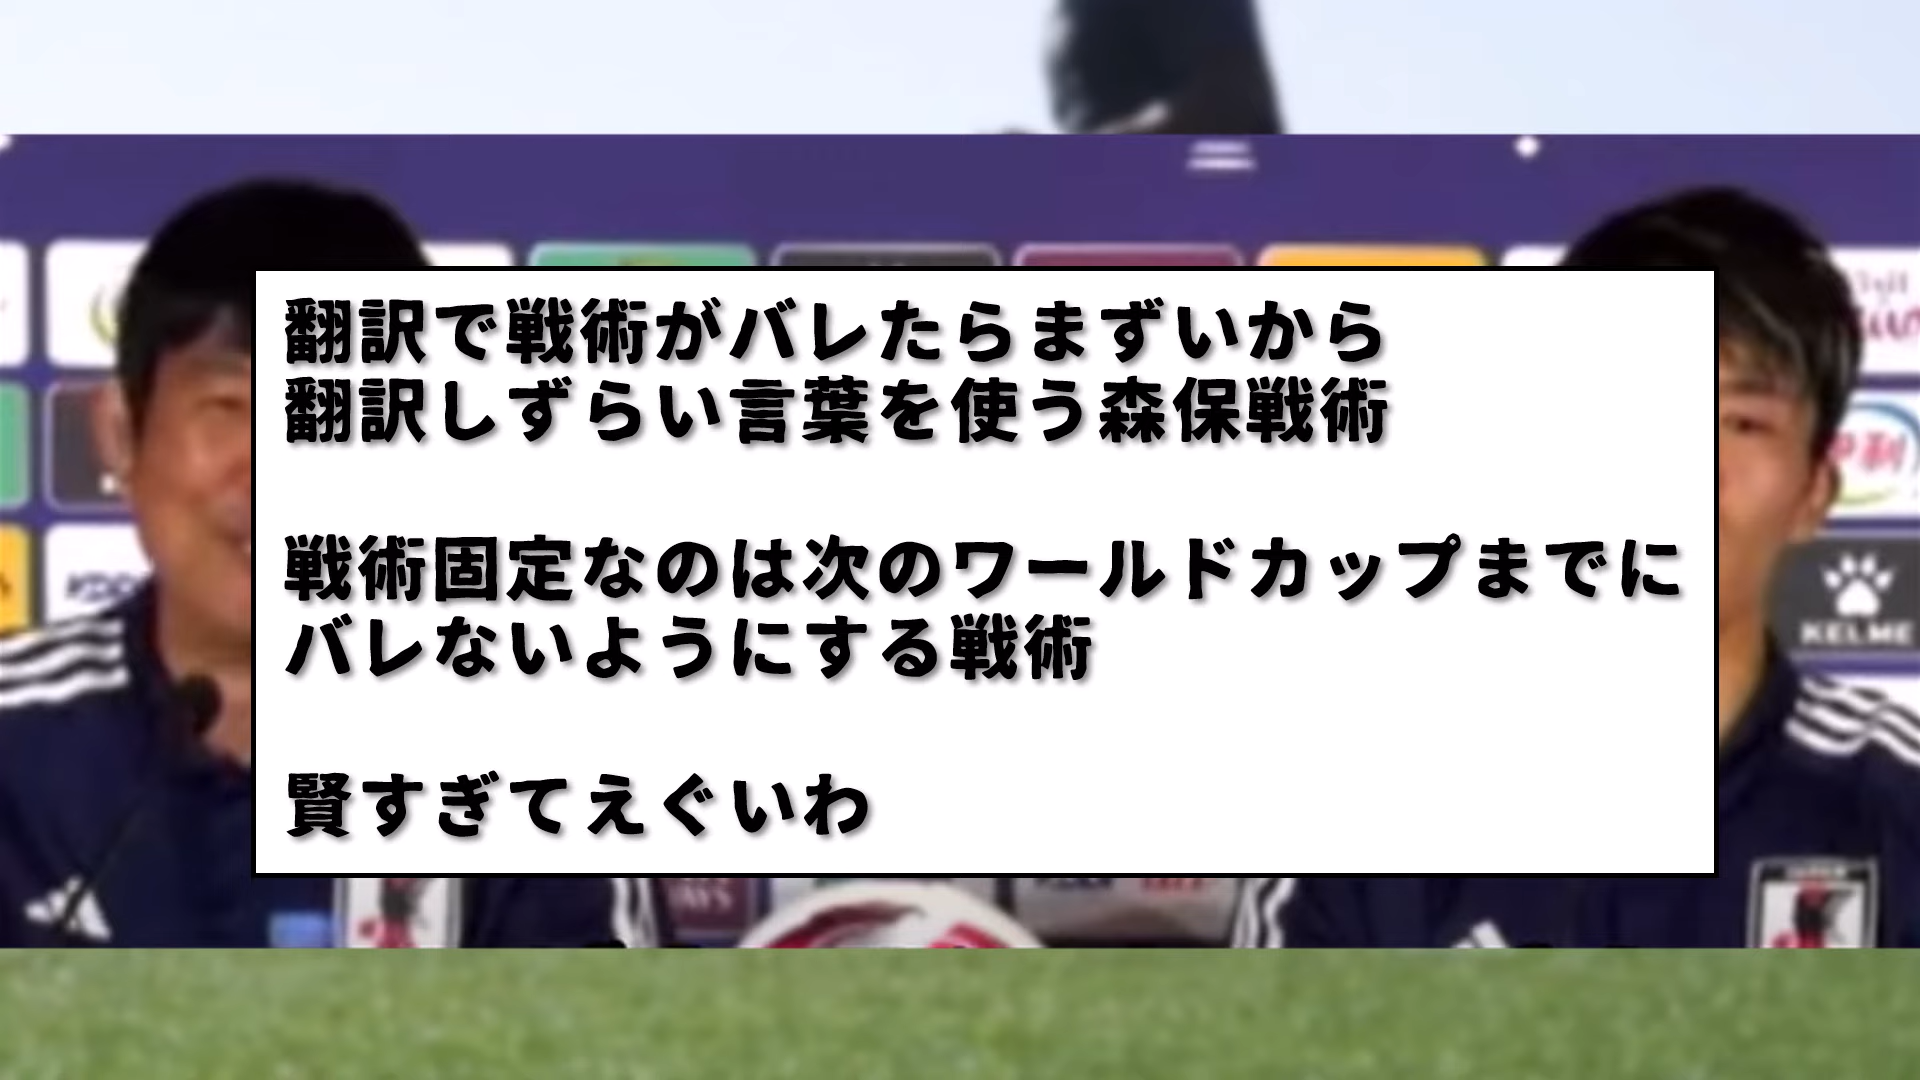 翻訳で戦術がバレたらまずいから
翻訳しずらい言葉を使う森保戦術
戦術固定なのは次のワールドカップまでに
バレないようにする戦術
賢すぎてえぐいわ
KELME